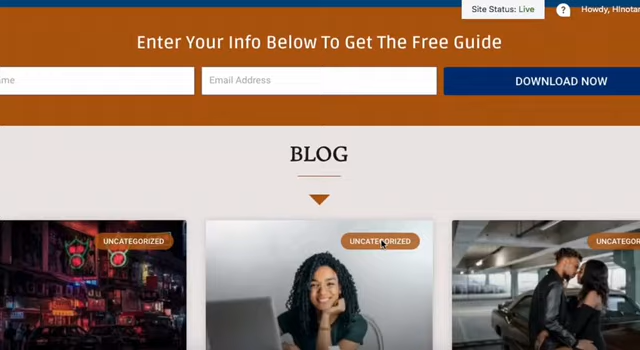 Site Status: Live
?
Enter Your Info Below To Get The Free Guide
Email Address
DOWNLOAD NOW
BLOG
UNCATEGORIZED
UNCATEGORIZED